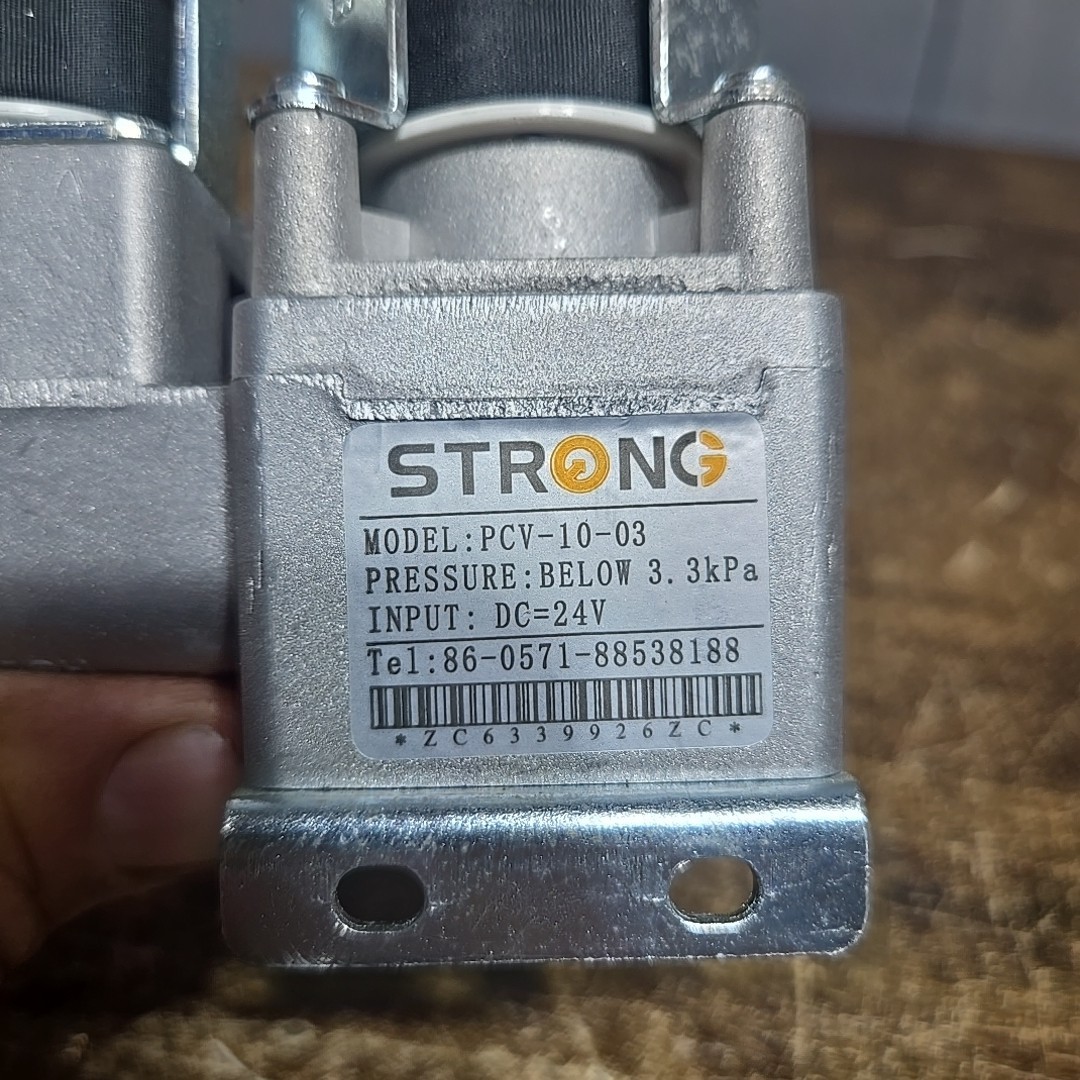 STRONG
MODEL:PCV-10-03
PRESSURE:BELOW 3.3kPa
INPUT: DC=24V
Tel:86-0571-88538188
*ZC6339926ZC*